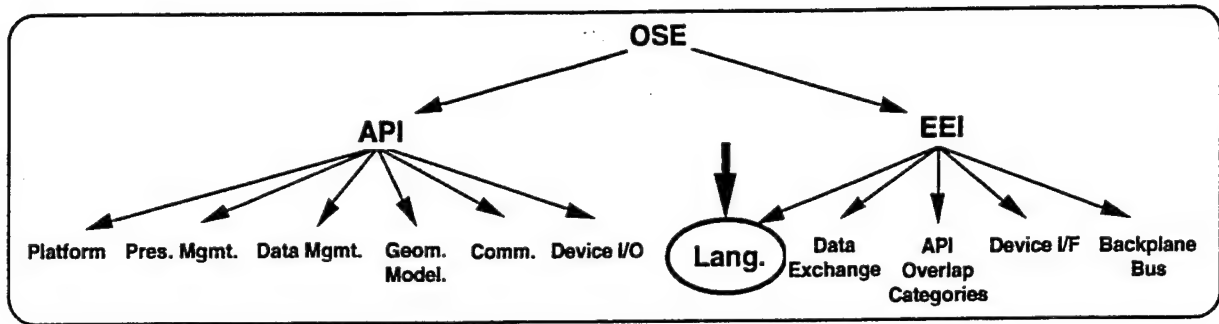 OSE
API
EEI
Platform
Pres. Mgmt.
Data Mgmt.
Geom.
Model.
Comm.
Device I/O
Lang.
Data
Exchange
API
Overlap
Categories
Device I/F
Backplane
Bus